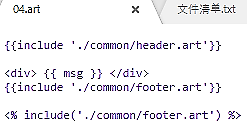 04.art
文件清单.txt
{{include './common/header.art'}}
<div> {{ msg }} </div>
{{include './common/footer.art'}}
<% include('./common/footer.art') %>